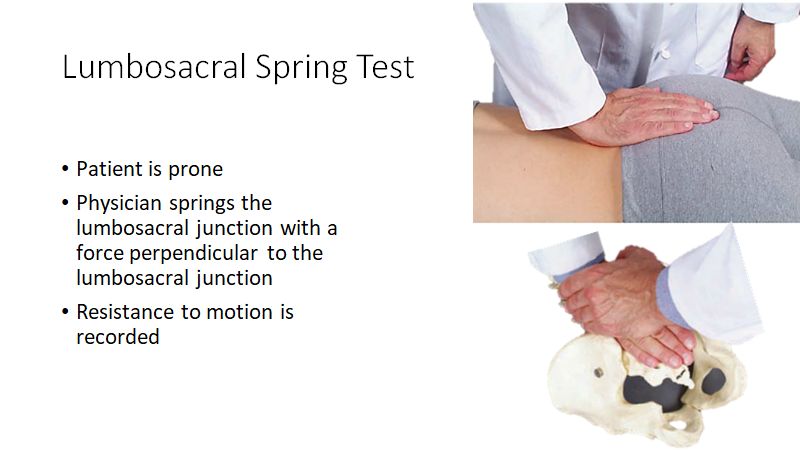 Lumbosacral Spring Test
• Patient is prone
• Physician springs the
lumbosacral junction with a
force perpendicular to the
lumbosacral junction
• Resistance to motion is
recorded